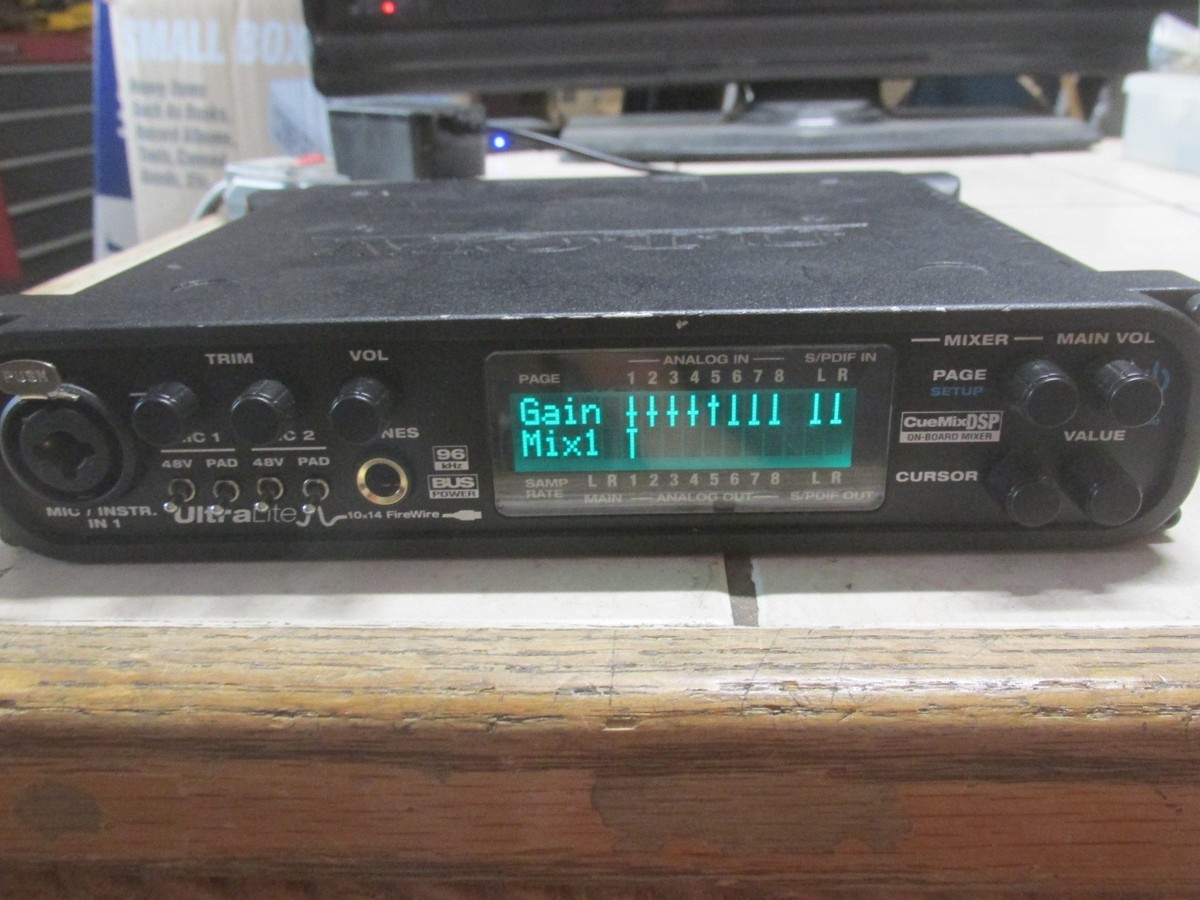 SMALL BOX
MOTU
PUSH
TRIM
VOL
48V PAD 48V PAD
MIC / INSTR.
IN 1
UltraLite
10x14 FireWire
96
kHz
BUS
POWER
ANALOG IN
S/PDIF IN
PAGE 1 2 3 4 5 6 7 8 L R
Gain
Mix1
SAMP
RATE
L R 1 2 3 4 5 6 7 8 L R
MAIN
ANALOG OUT
S/PDIF OUT
MIXER
MAIN VOL
PAGE
SETUP
CueMixDSP
ON-BOARD MIXER
VALUE
CURSOR